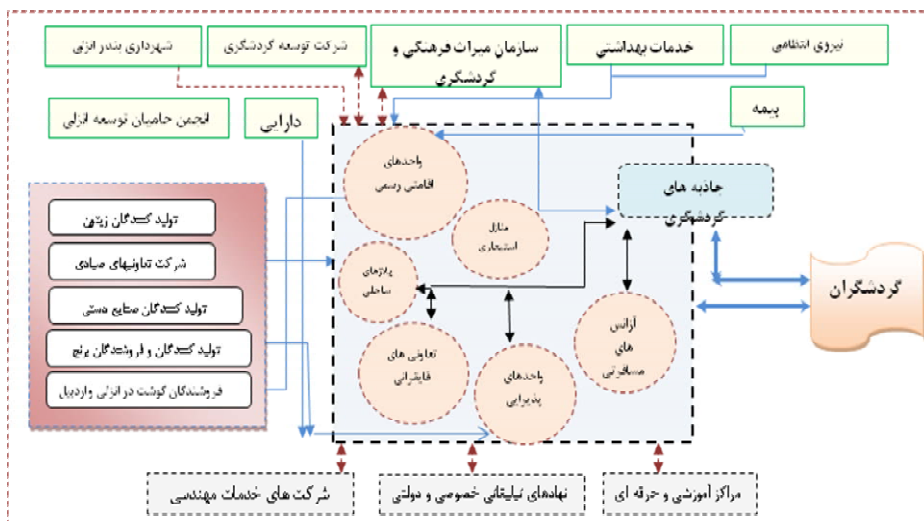 شهرداری بندر انزلی
شرکت توسعه گردشگری
سازمان میراث فرهنگی و
گردشگری
خدمات بهداشتی
نیروی انتظامی
انجمن حامیان توسعه انزلی
دارایی
بیمه
واحدهای
اقامتی رسمی
منازل
استیجاری
جاذبه های
گردشگری
گردشگران
تولید کنندگان زیتون
شرکت تعاونیهای صیادی
تولید کنندگان صنایع دستی
تولید کنندگان و فروشندگان برنج
فروشندگان گوشت در انزلی و اردبیل
پلاژهای
ساحلی
تعاونی های
قایقرانی
واحدهای
پذیرایی
آژانس
های
مسافرتی
شرکت های خدمات مهندسی
نهادهای تبلیغاتی خصوصی و دولتی
مراکز آموزشی و حرفه ای